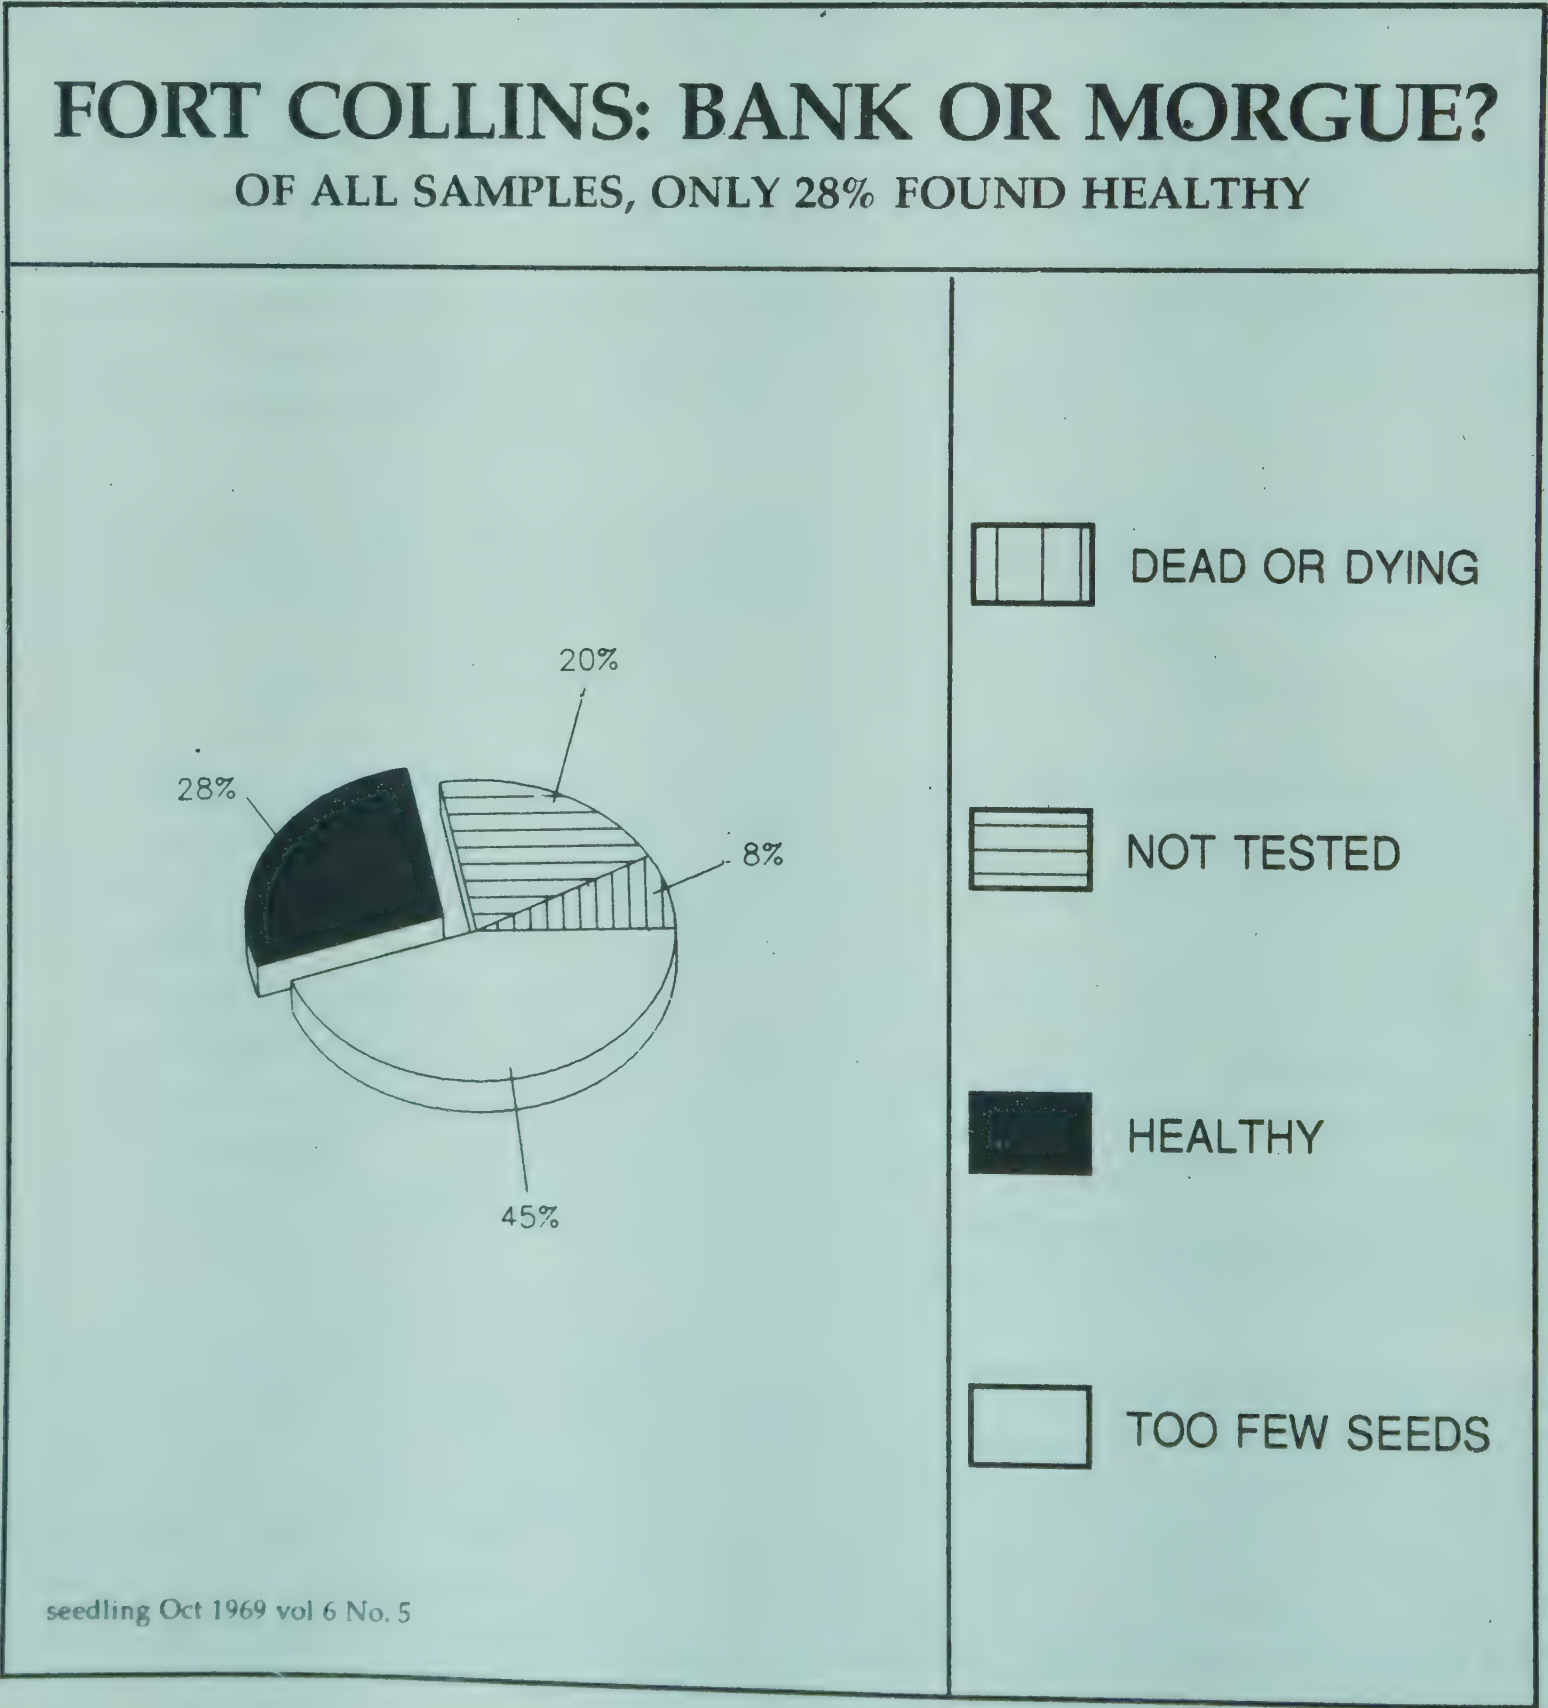 FORT COLLINS: BANK OR MORGUE?
OF ALL SAMPLES, ONLY 28% FOUND HEALTHY
20%
28%
8%
45%
DEAD OR DYING
NOT TESTED
HEALTHY
TOO FEW SEEDS
seedling Oct 1969 vol 6 No. 5